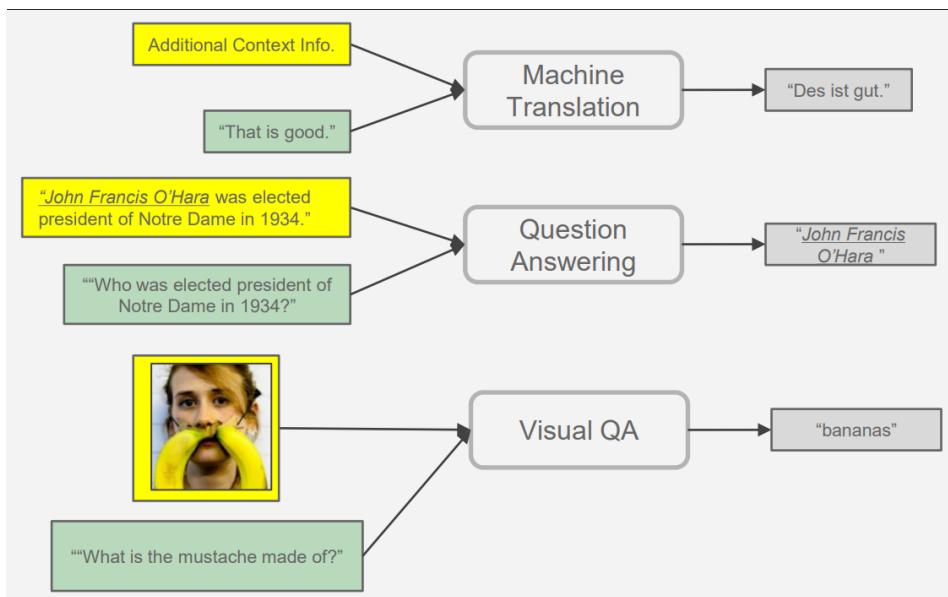 Additional Context Info.
“That is good.”
Machine
Translation
“Des ist gut.”
“John Francis O’Hara was elected
president of Notre Dame in 1934.”
““Who was elected president of
Notre Dame in 1934?”
Question
Answering
“John Francis
O’Hara ”
Visual QA
“bananas”
““What is the mustache made of?”